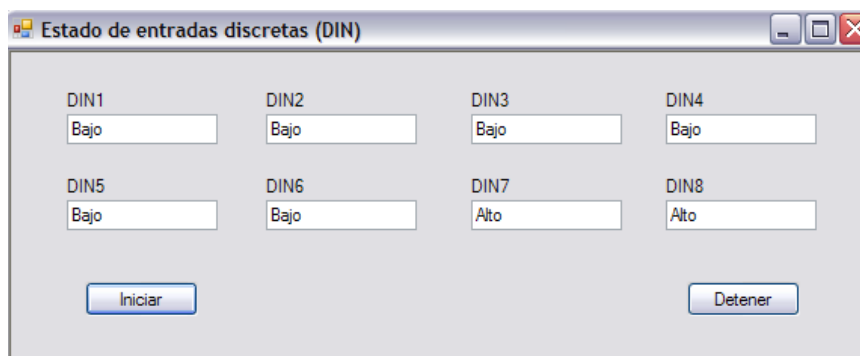 Estado de entradas discretas (DIN)
DIN1 DIN2 DIN3 DIN4
Bajo Bajo Bajo Bajo
DIN5 DIN6 DIN7 DIN8
Bajo Bajo Alto Alto
Iniciar Detener